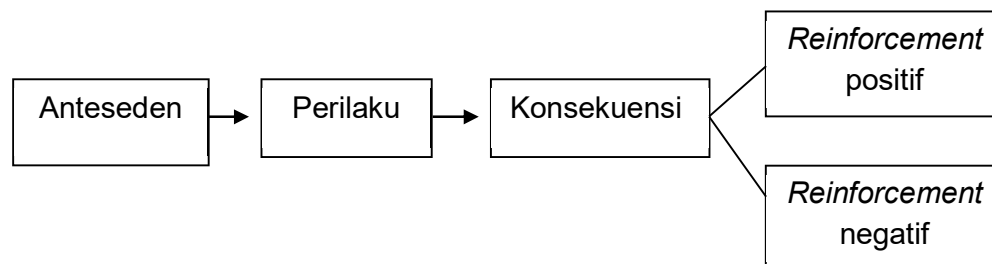 Anteseden
Perilaku
Konsekuensi
Reinforcement
positif
Reinforcement
negatif